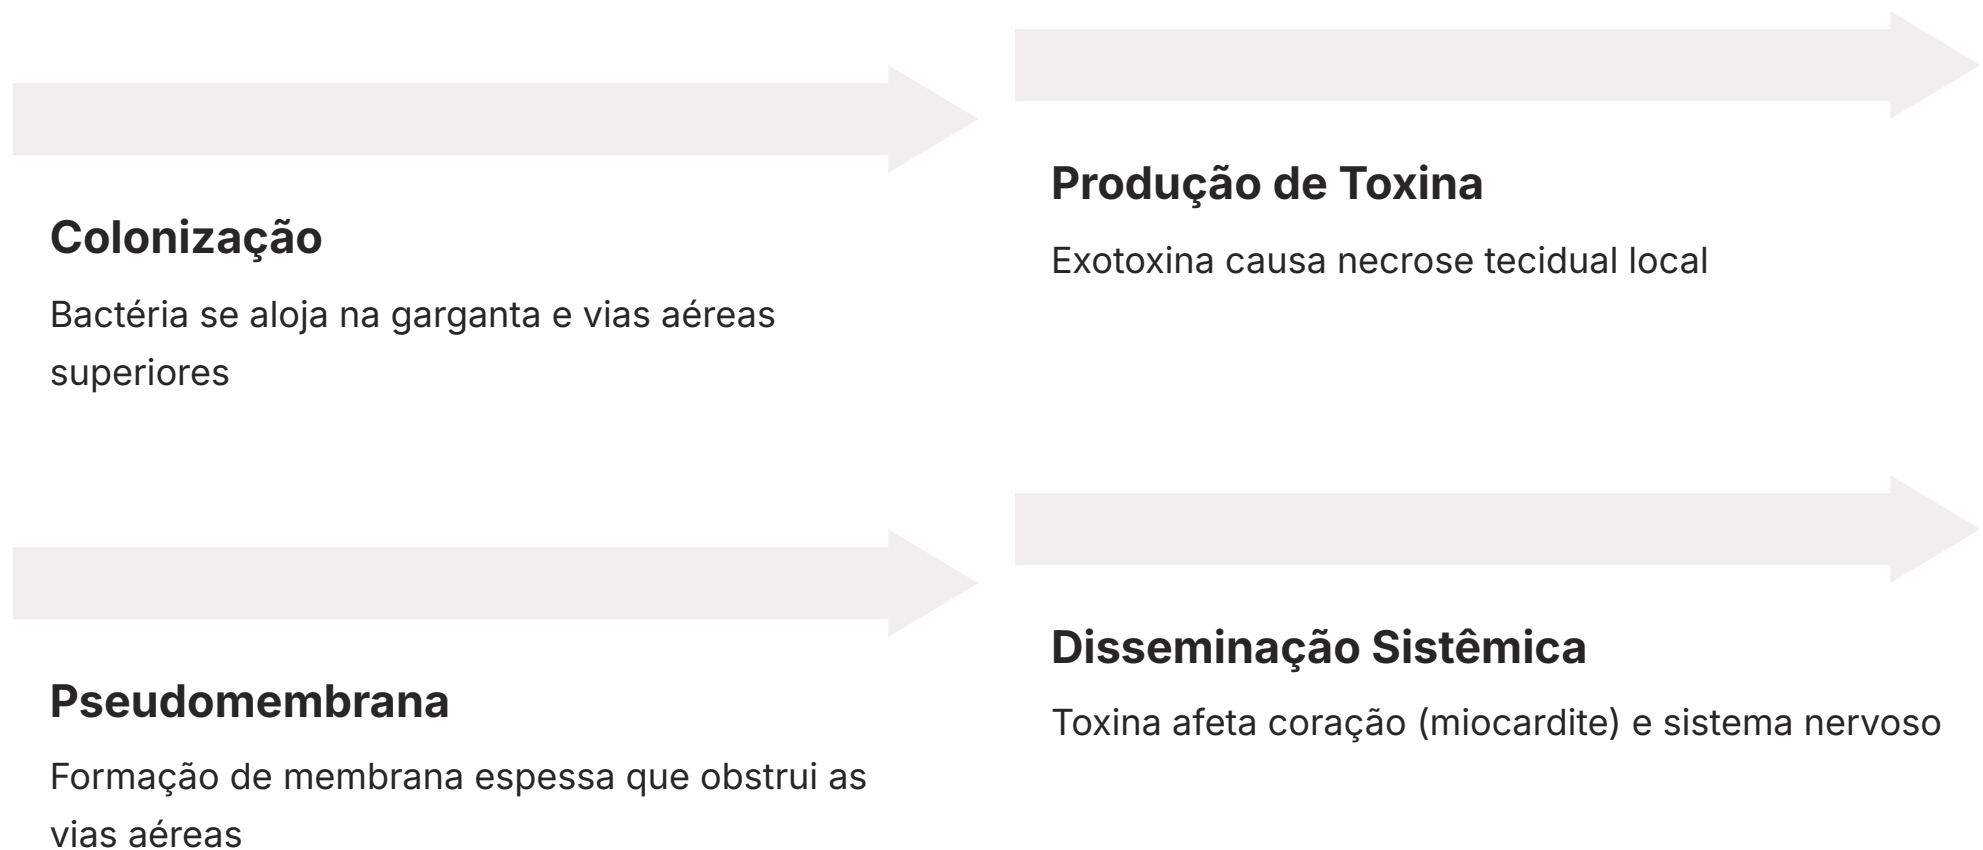 Colonização
Bactéria se aloja na garganta e vias aéreas
superiores
Produção de Toxina
Exotoxina causa necrose tecidual local
Pseudomembrana
Formação de membrana espessa que obstrui as
vias aéreas
Disseminação Sistêmica
Toxina afeta coração (miocardite) e sistema nervoso